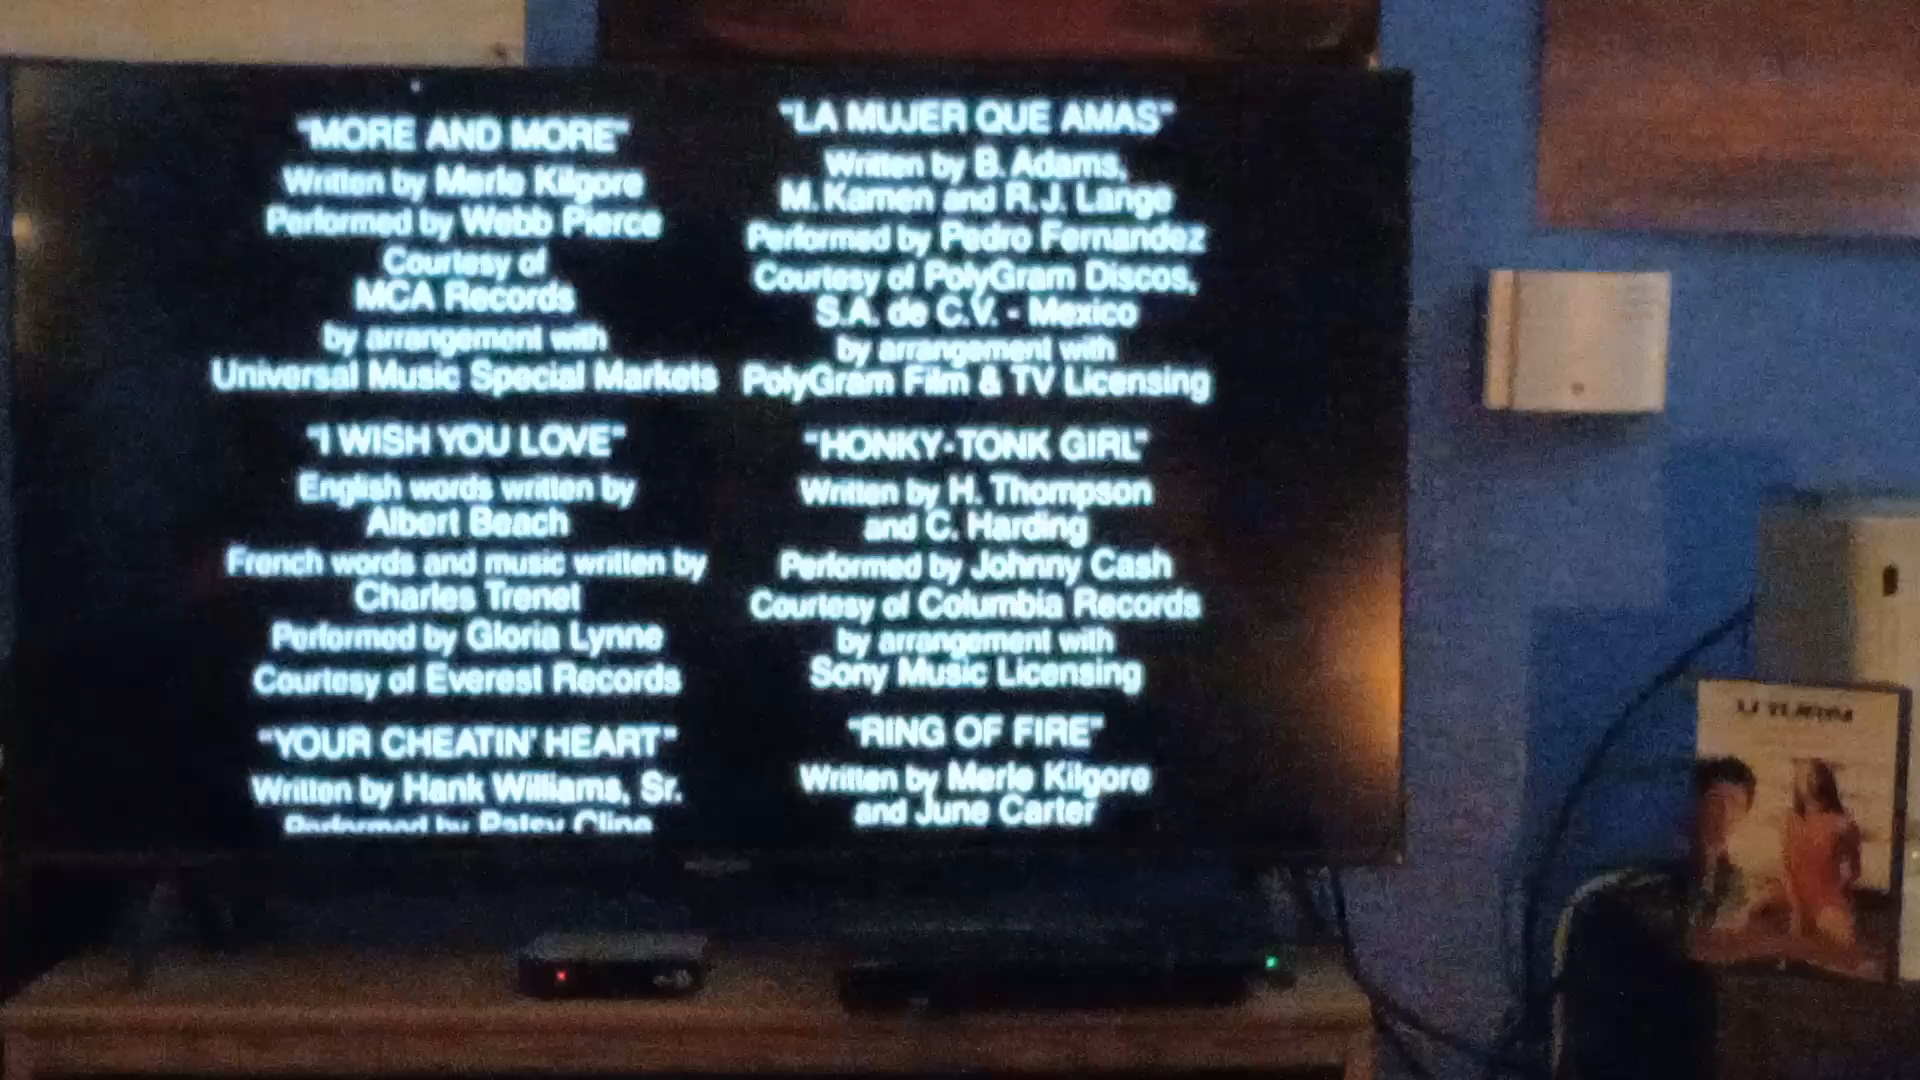 "MORE AND MORE"
Written by Merle Kilgore
Performed by Webb Pierce
Courtesy of
MCA Records
by arrangement with
Universal Music Special Markets
"I WISH YOU LOVE"
English words written by
Albert Beach
French words and music written by
Charles Trenet
Performed by Gloria Lynne
Courtesy of Everest Records
"YOUR CHEATIN' HEART"
Written by Hank Williams, Sr.
Performed by Patsy Cline
"LA MUJER QUE AMAS"
Written by B. Adams,
M. Kamen and R.J. Lange
Performed by Pedro Fernandez
Courtesy of PolyGram Discos,
S.A. de C.V. - Mexico
by arrangement with
PolyGram Film & TV Licensing
"HONKY-TONK GIRL"
Written by H. Thompson
and C. Harding
Performed by Johnny Cash
Courtesy of Columbia Records
by arrangement with
Sony Music Licensing
"RING OF FIRE"
Written by Merle Kilgore
and June Carter